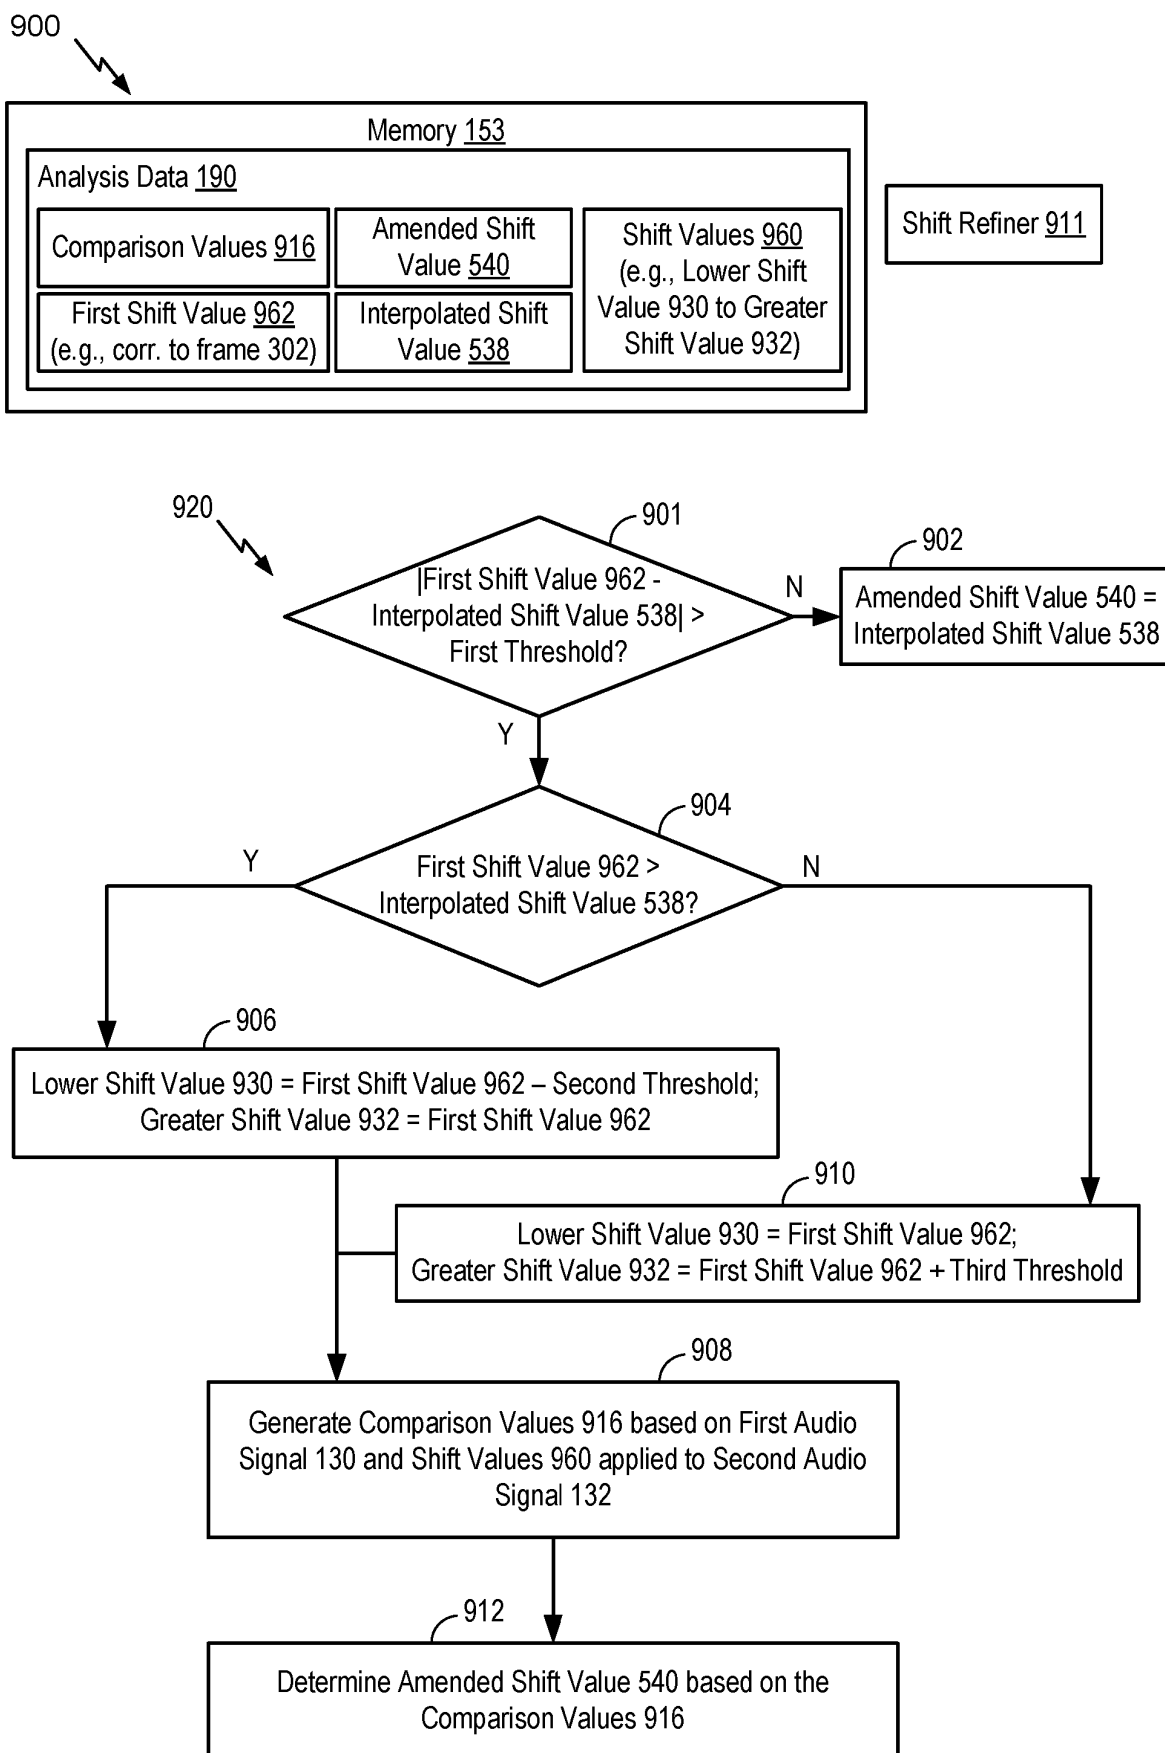 900
Memory 153
Analysis Data 190
Comparison Values 916
Amended Shift
Value 540
Shift Values 960
(e.g., Lower Shift
Value 930 to Greater
Shift Value 932)
First Shift Value 962
(e.g., corr. to frame 302)
Interpolated Shift
Value 538
Shift Refiner 911
920
901
|First Shift Value 962 -
Interpolated Shift Value 538| >
First Threshold?
N
902
Amended Shift Value 540 =
Interpolated Shift Value 538
Y
904
First Shift Value 962 >
Interpolated Shift Value 538?
Y
N
906
Lower Shift Value 930 = First Shift Value 962 – Second Threshold;
Greater Shift Value 932 = First Shift Value 962
910
Lower Shift Value 930 = First Shift Value 962;
Greater Shift Value 932 = First Shift Value 962 + Third Threshold
908
Generate Comparison Values 916 based on First Audio
Signal 130 and Shift Values 960 applied to Second Audio
Signal 132
912
Determine Amended Shift Value 540 based on the
Comparison Values 916